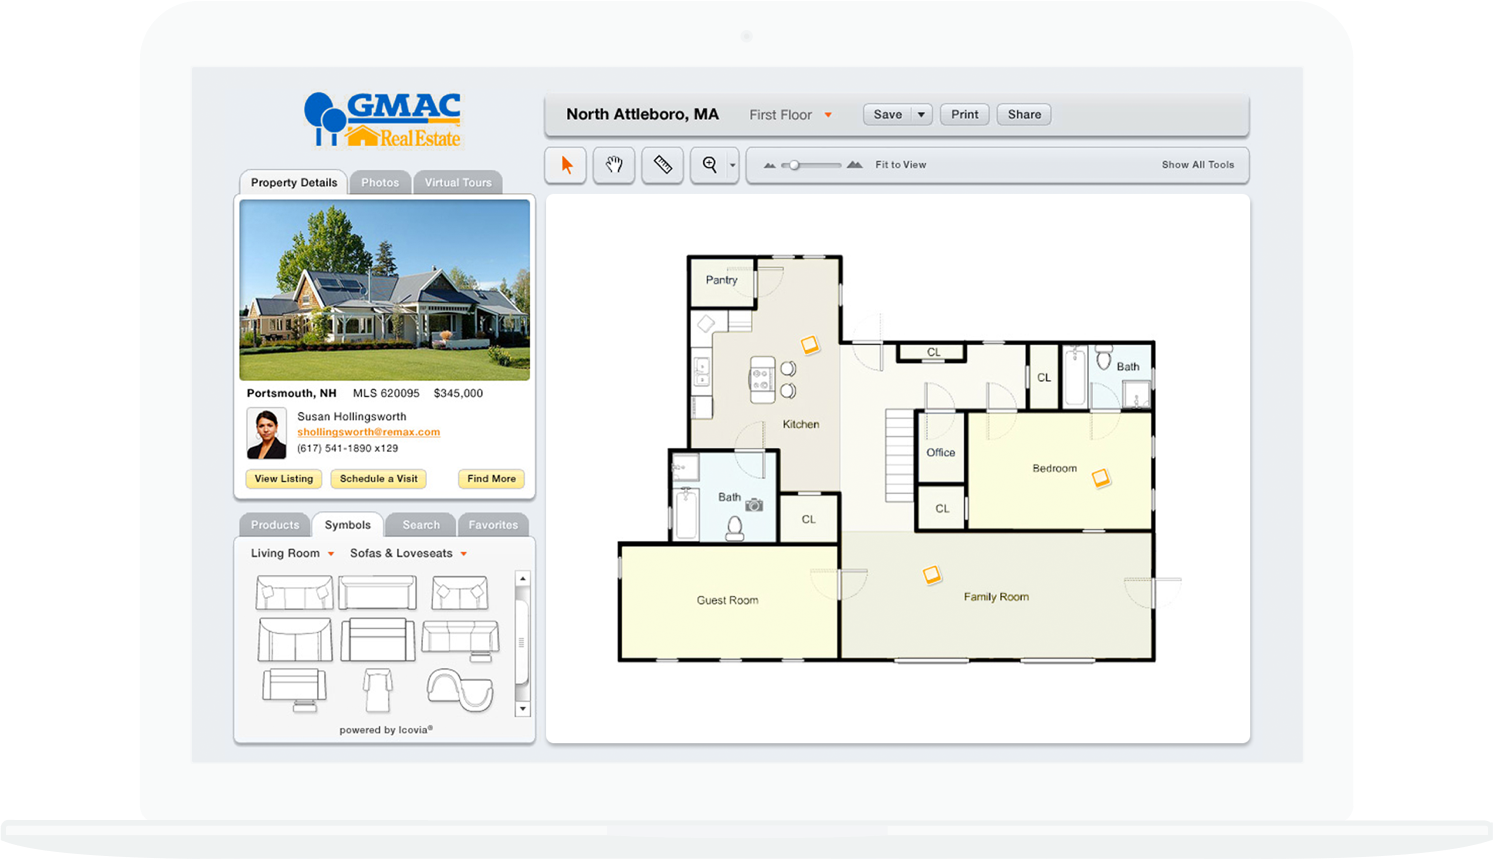 GMAC
RealEstate
North Attleboro, MA First Floor Save Print Share
Fit to View Show All Tools
Property Details Photos Virtual Tours
Portsmouth, NH MLS 620095 $345,000
Susan Hollingsworth
shollingsworth@remax.com
(617) 541-1890 x129
View Listing Schedule a Visit Find More
Products Symbols Search Favorites
Living Room Sofas & Loveseats
powered by Icovia®
Pantry
CL
CL
Bath
Kitchen
Office
Bedroom
Bath
CL
CL
Guest Room
Family Room